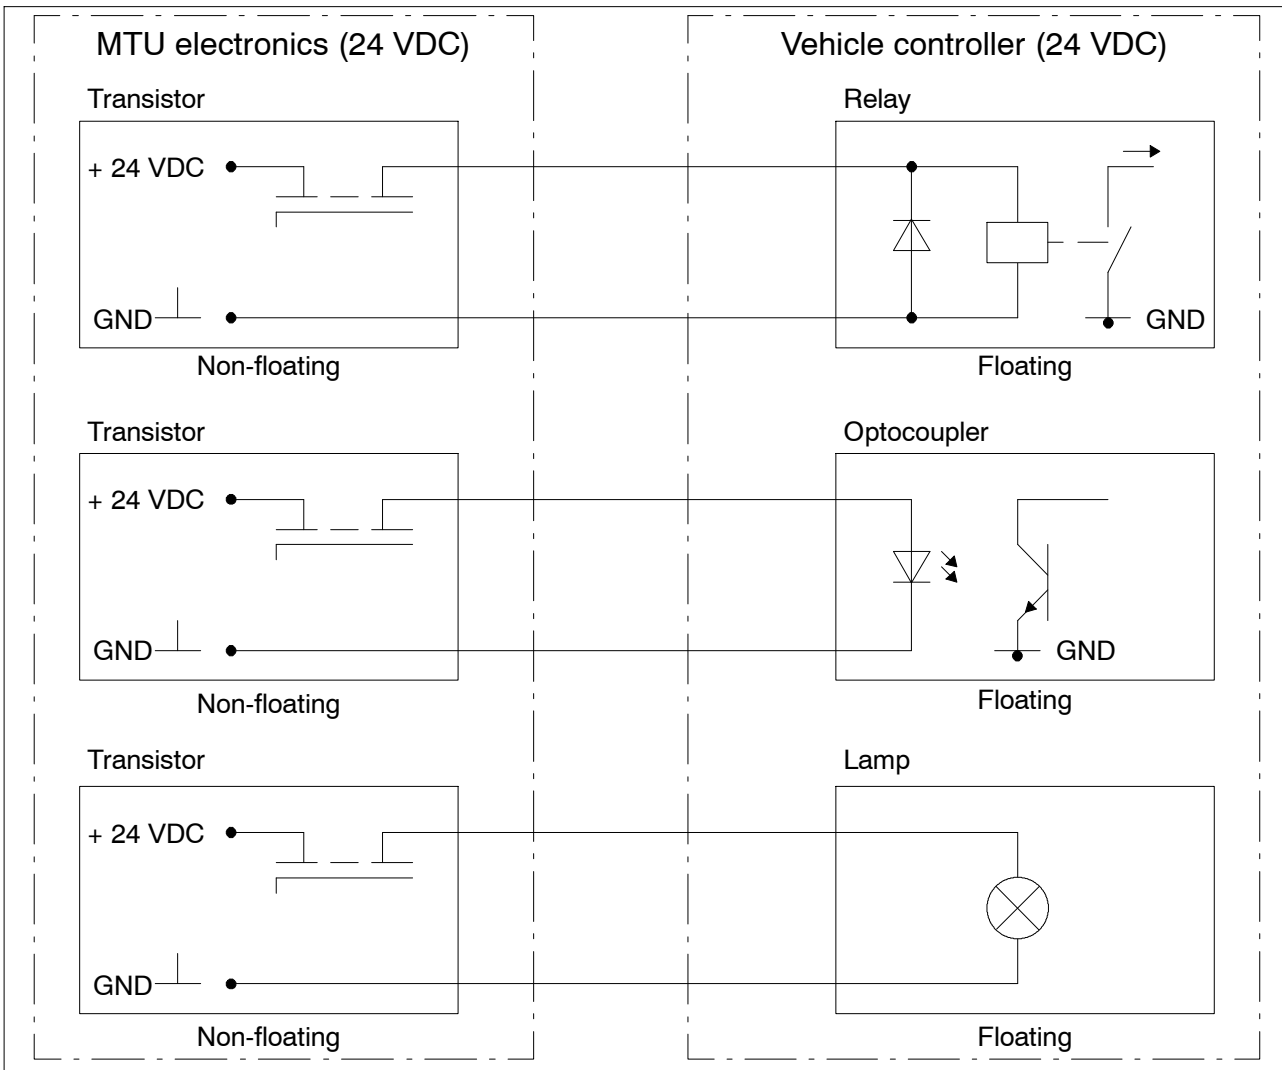 MTU electronics (24 VDC)
Vehicle controller (24 VDC)
Transistor
Relay
+ 24 VDC
GND
GND
Non-floating
Floating
Transistor
Optocoupler
+ 24 VDC
GND
GND
Non-floating
Floating
Transistor
Lamp
+ 24 VDC
GND
Non-floating
Floating